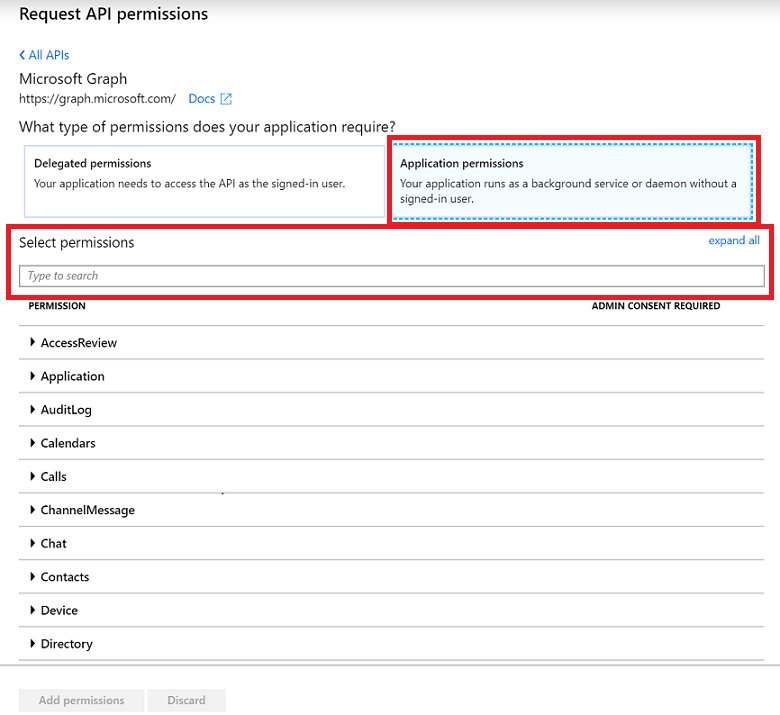 Request API permissions
All APIs
Microsoft Graph
https://graph.microsoft.com/ Docs
What type of permissions does your application require?
Delegated permissions
Your application needs to access the API as the signed-in user.
Application permissions
Your application runs as a background service or daemon without a
signed-in user.
Select permissions
expand all
Type to search
PERMISSION
ADMIN CONSENT REQUIRED
AccessReview
Application
AuditLog
Calendars
Calls
ChannelMessage
Chat
Contacts
Device
Directory
Add permissions
Discard